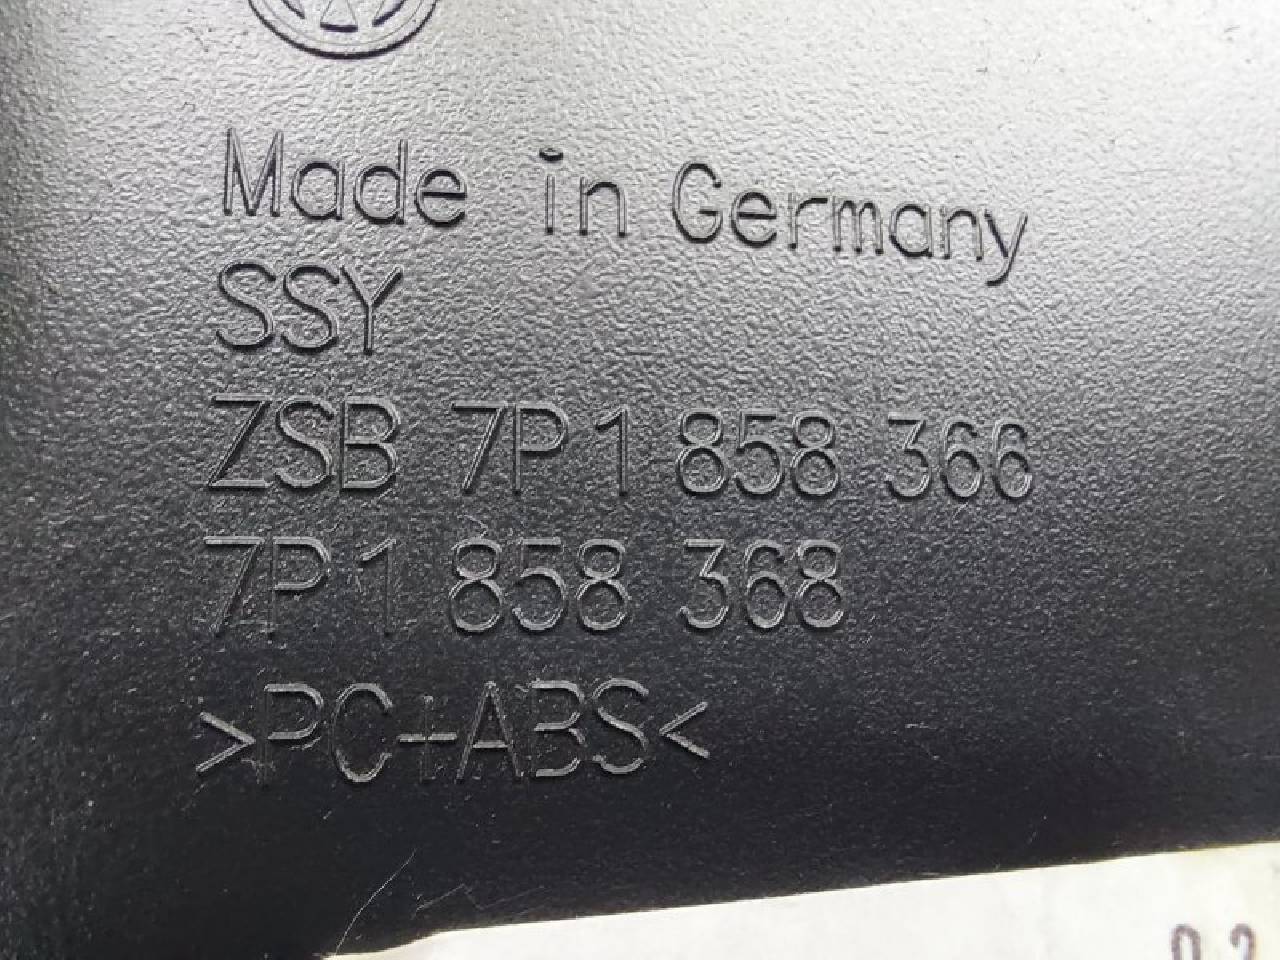 Made in Germany
SSY
ZSB 7P1 858 366
7P1 858 368
>PC+ABS<